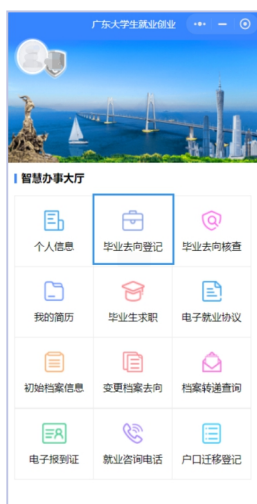 广东大学生就业创业
智慧办事大厅
个人信息
毕业去向登记
毕业去向核查
我的简历
毕业生求职
电子就业协议
初始档案信息
变更档案去向
档案转递查询
电子报到证
就业咨询电话
户口迁移登记